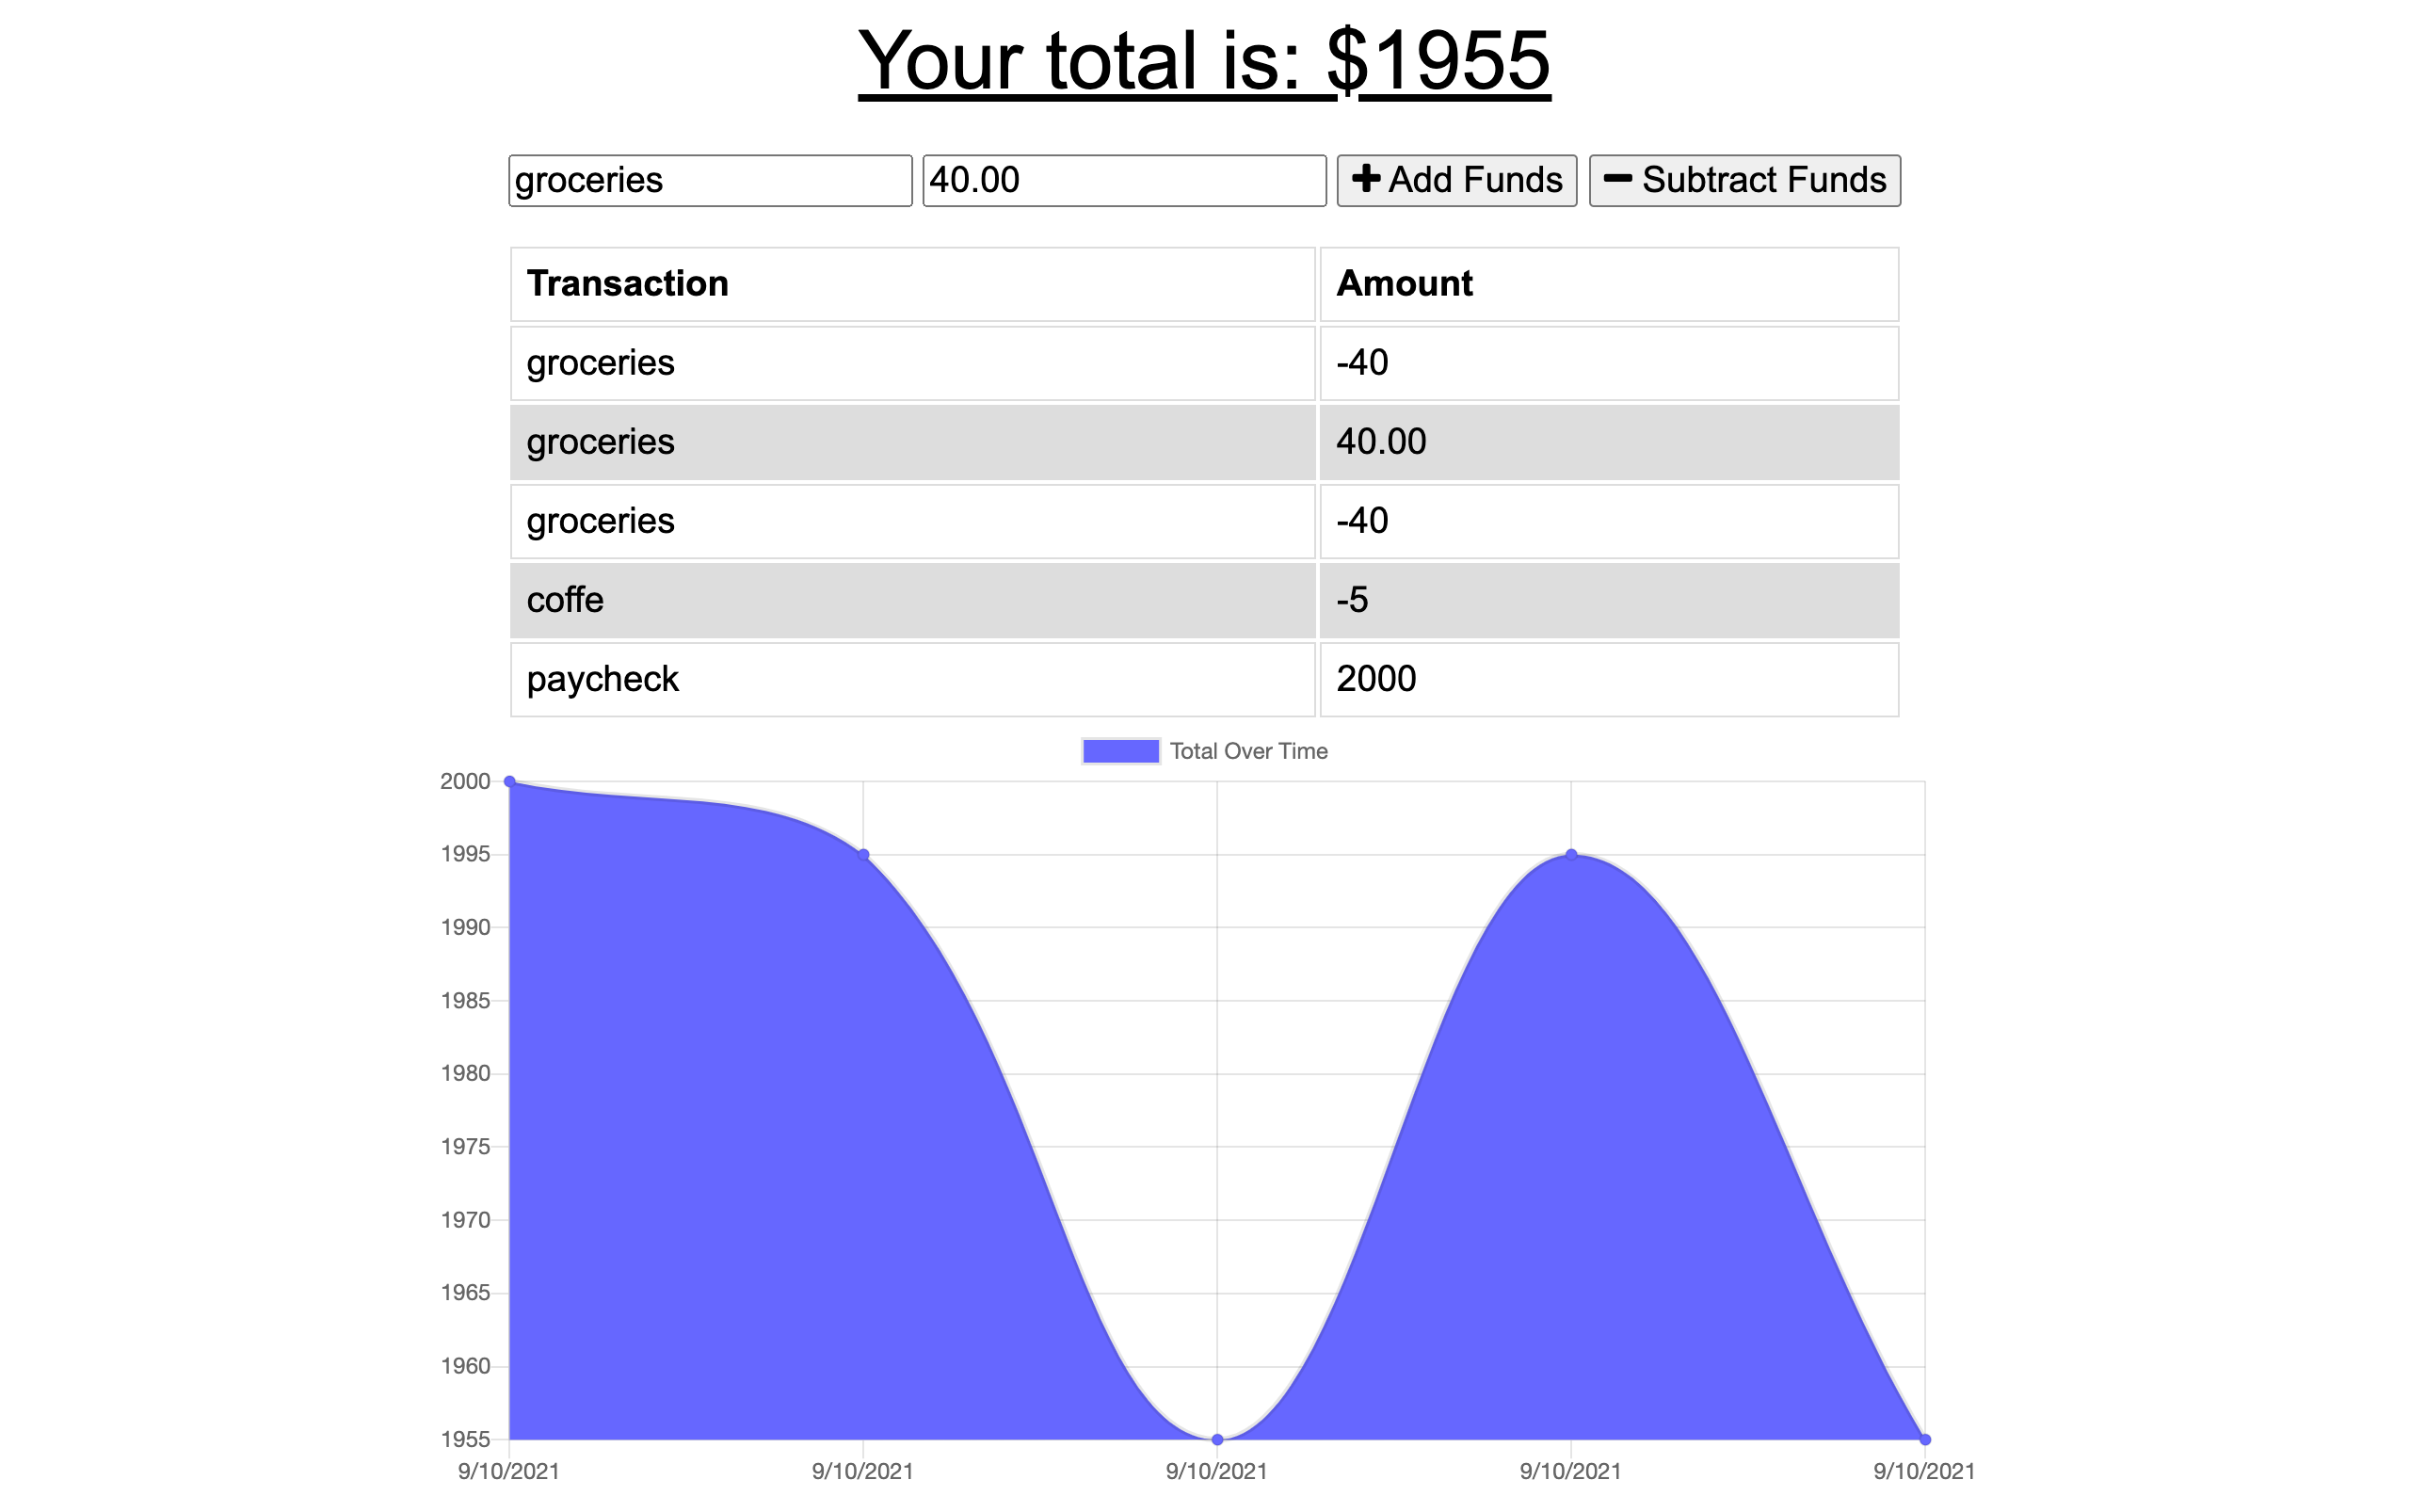 Your total is: $1955
groceries 40.00 Add Funds Subtract Funds
Transaction Amount
groceries -40
groceries 40.00
groceries -40
coffe -5
paycheck 2000
Total Over Time
2000
1995
1990
1985
1980
1975
1970
1965
1960
1955
9/10/2021 9/10/2021 9/10/2021 9/10/2021 9/10/2021